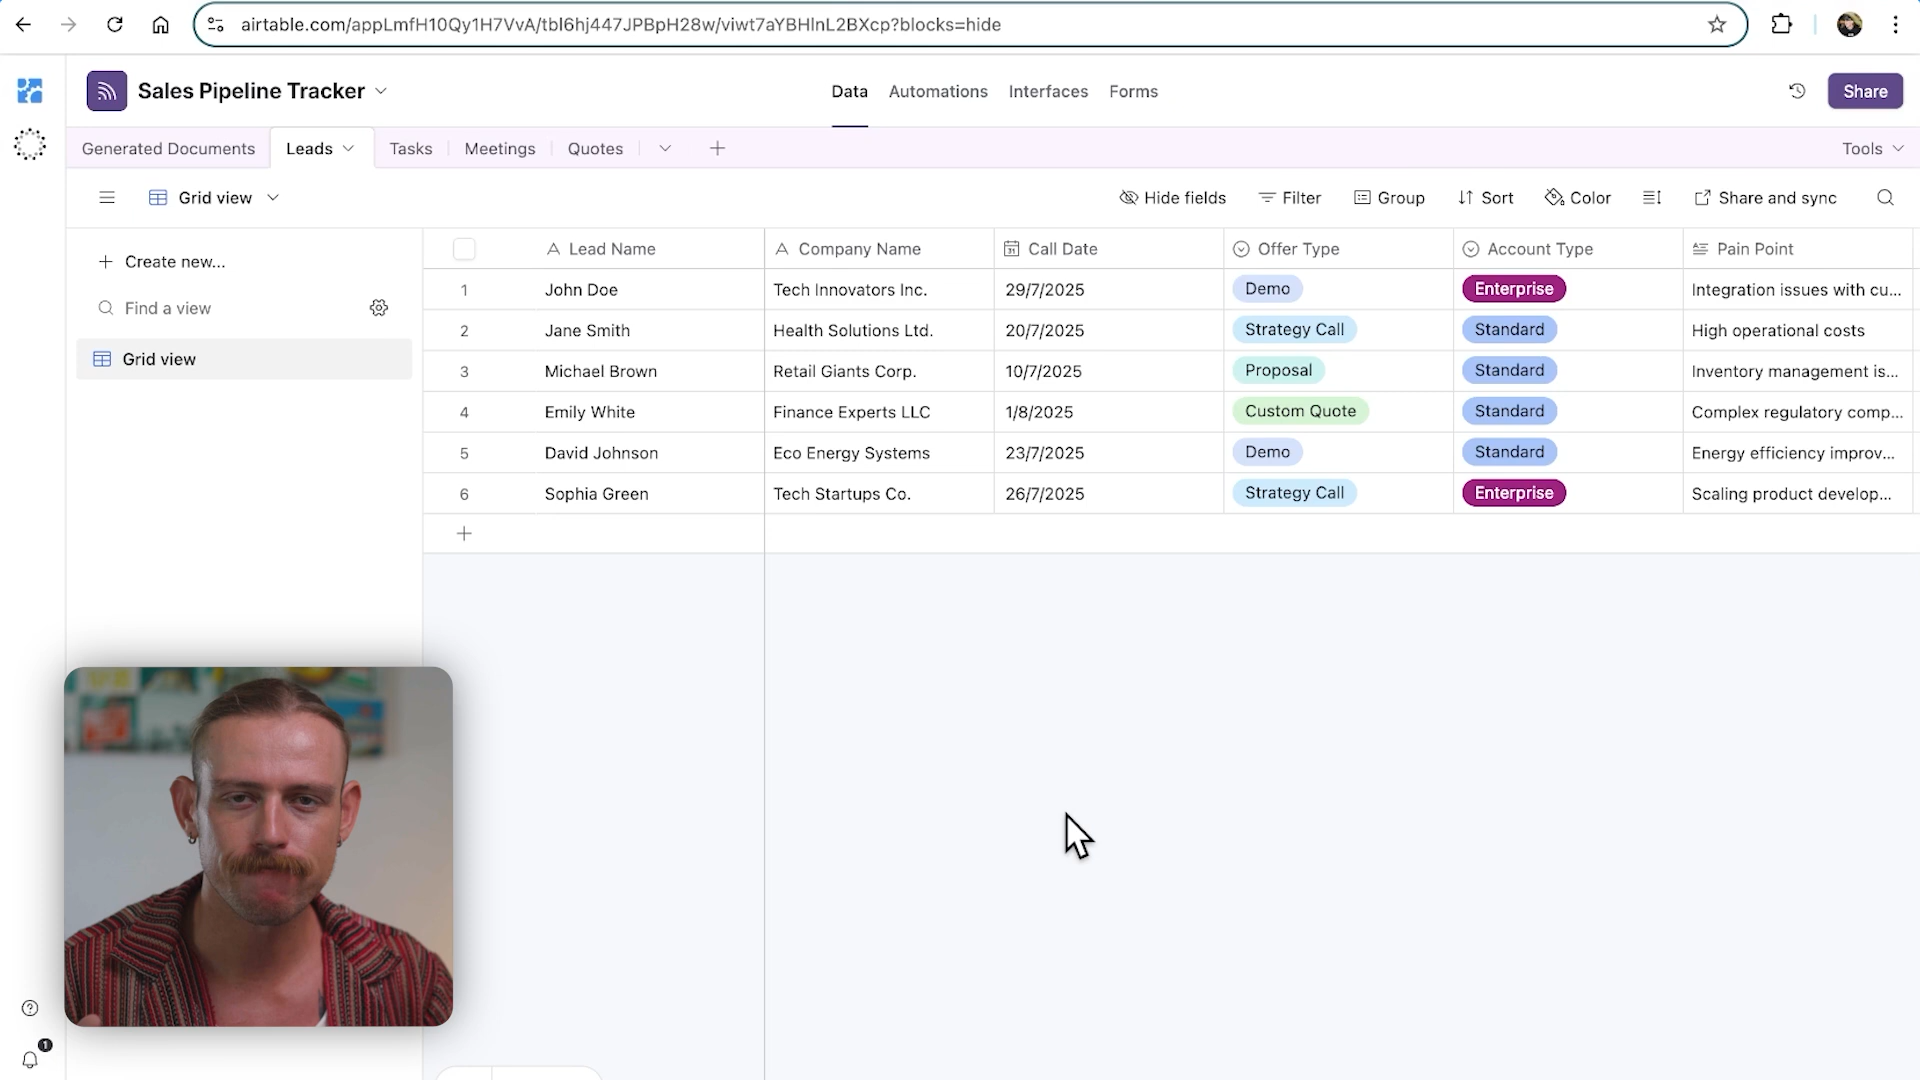 airtable.com/appLmfH10Qy1H7VvA/tbl6hj447JPBpH28w/viwt7aYBHlnL2BXcp?blocks=hide
Sales Pipeline Tracker
Data Automations Interfaces Forms
Share
Generated Documents Leads Tasks Meetings Quotes
Tools
Grid view
Hide fields Filter Group Sort Color Share and sync
Create new...
Find a view
Grid view
Lead Name Company Name Call Date Offer Type Account Type Pain Point
1 John Doe Tech Innovators Inc. 29/7/2025 Demo Enterprise Integration issues with cu...
2 Jane Smith Health Solutions Ltd. 20/7/2025 Strategy Call Standard High operational costs
3 Michael Brown Retail Giants Corp. 10/7/2025 Proposal Standard Inventory management is...
4 Emily White Finance Experts LLC 1/8/2025 Custom Quote Standard Complex regulatory comp...
5 David Johnson Eco Energy Systems 23/7/2025 Demo Standard Energy efficiency improv...
6 Sophia Green Tech Startups Co. 26/7/2025 Strategy Call Enterprise Scaling product develop...
1